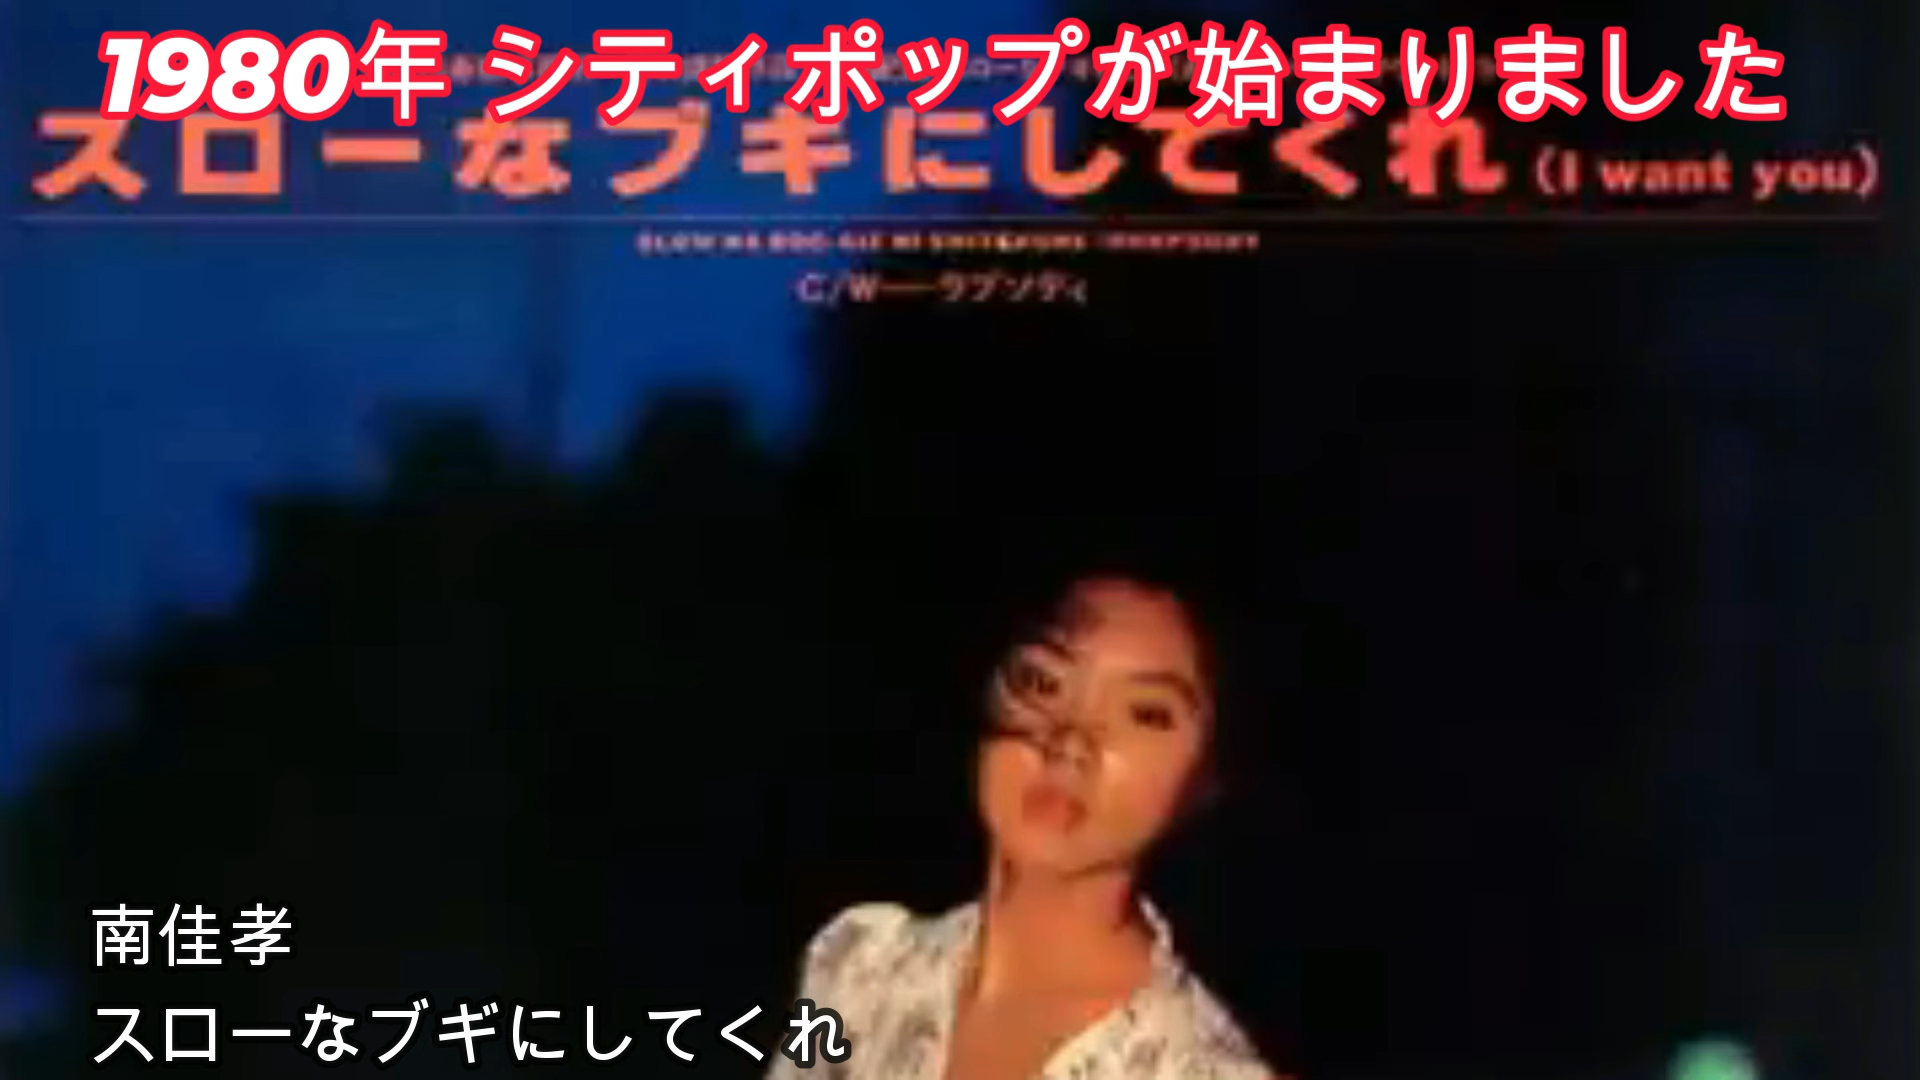 1980年 シティポップが始まりました
スローなブギにしてくれ (I want you)
C/W──ラプソディ
南佳孝
スローなブギにしてくれ